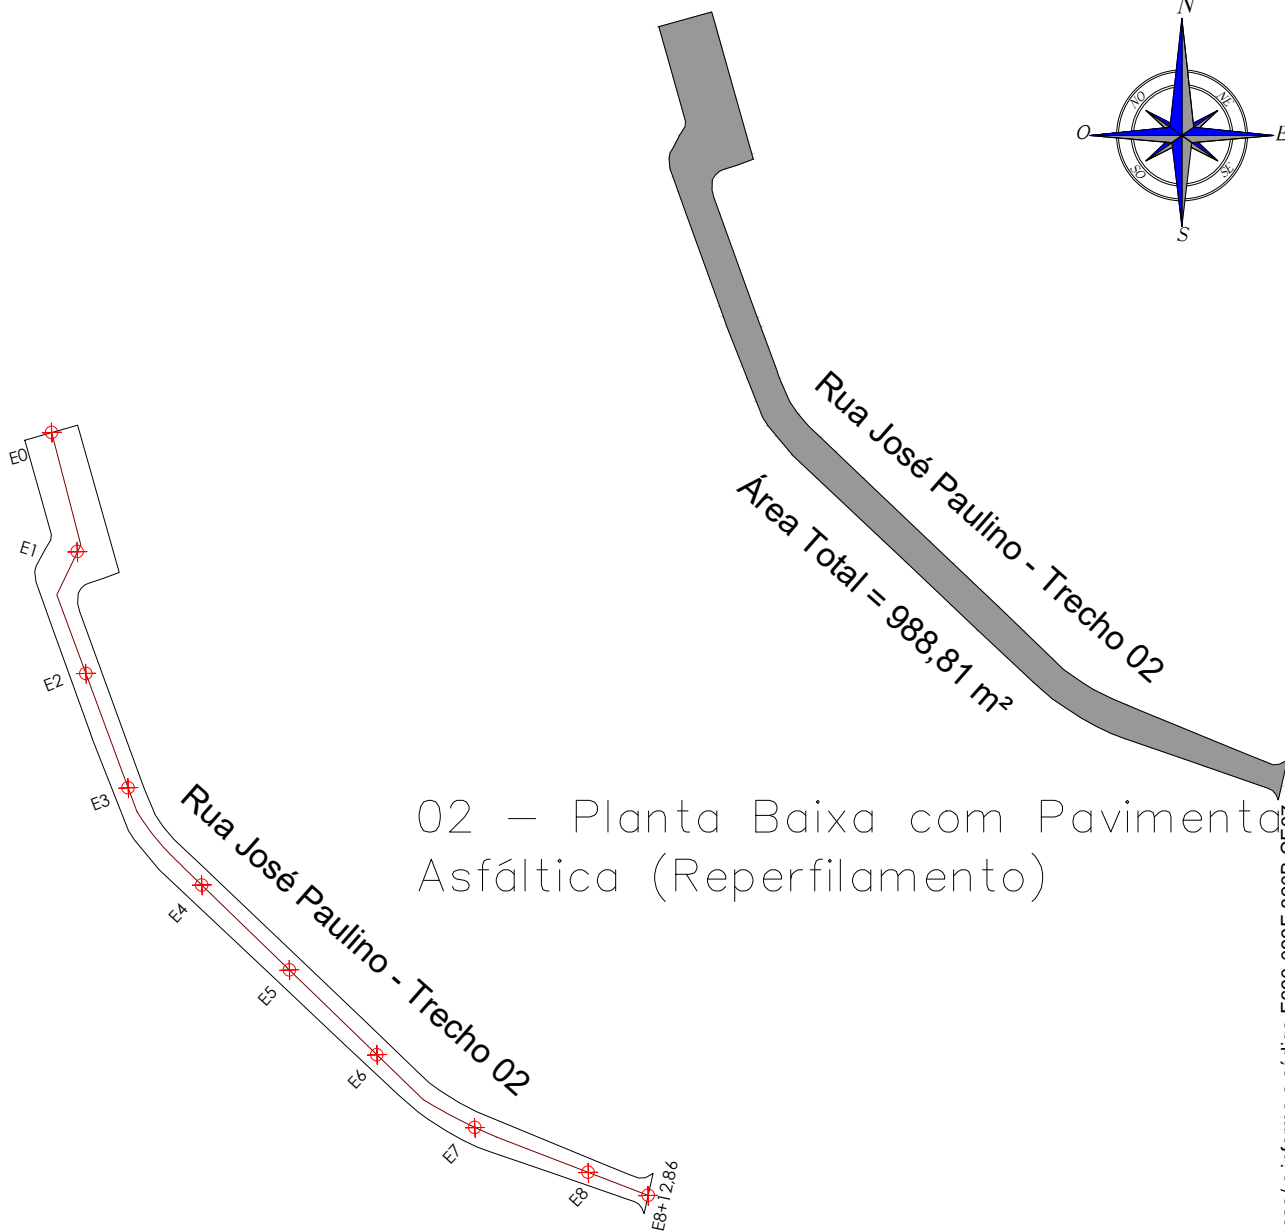 N
NO
NE
O
E
SO
SE
S
Rua José Paulino - Trecho 02
Área Total = 988,81 m²
02 - Planta Baixa com Pavimenta
Asfáltica (Reperfilamento)
E0
E1
E2
E3
E4
E5
E6
E7
E8
E8+12,86
Rua José Paulino - Trecho 02